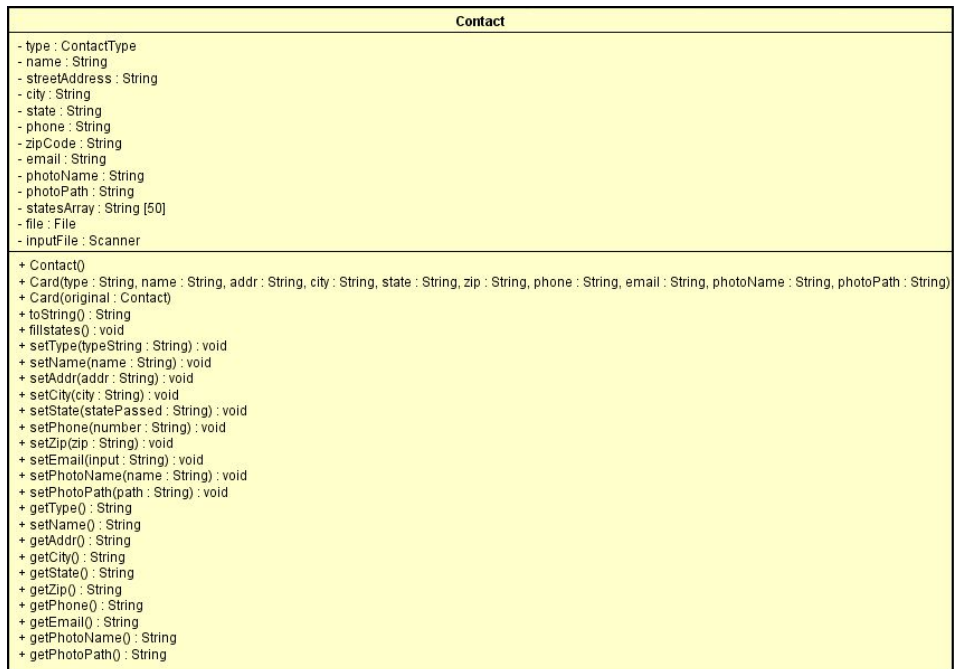 Contact
- type : ContactType
- name : String
- streetAddress : String
- city : String
- state : String
- phone : String
- zipCode : String
- email : String
- photoName : String
- photoPath : String
- statesArray : String [50]
- file : File
- inputFile : Scanner
+ Contact()
+ Card(type : String, name : String, addr : String, city : String, state : String, zip : String, phone : String, email : String, photoName : String, photoPath : String)
+ Card(original : Contact)
+ toString() : String
+ fillstates() : void
+ setType(typeString : String) : void
+ setName(name : String) : void
+ setAddr(addr : String) : void
+ setCity(city : String) : void
+ setState(statePassed : String) : void
+ setPhone(number : String) : void
+ setZip(zip : String) : void
+ setEmail(input : String) : void
+ setPhotoName(name : String) : void
+ setPhotoPath(path : String) : void
+ getType() : String
+ setName() : String
+ getAddr() : String
+ getCity() : String
+ getState() : String
+ getZip() : String
+ getPhone() : String
+ getEmail() : String
+ getPhotoName() : String
+ getPhotoPath() : String